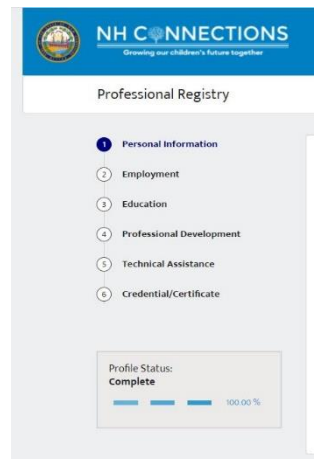 NH CONNECTIONS
Growing our children's future together
Professional Registry
1 Personal Information
2 Employment
3 Education
4 Professional Development
5 Technical Assistance
6 Credential/Certificate
Profile Status:
Complete
100.00 %